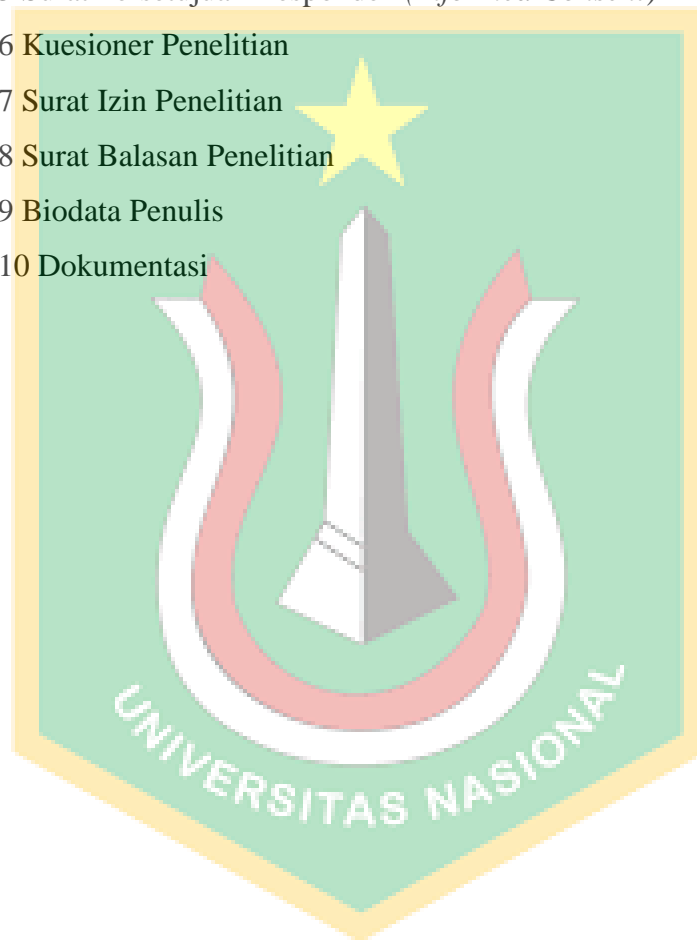 6 Kuesioner Penelitian
7 Surat Izin Penelitian
8 Surat Balasan Penelitian
9 Biodata Penulis
10 Dokumentasi
UNIVERSITAS NASIONAL